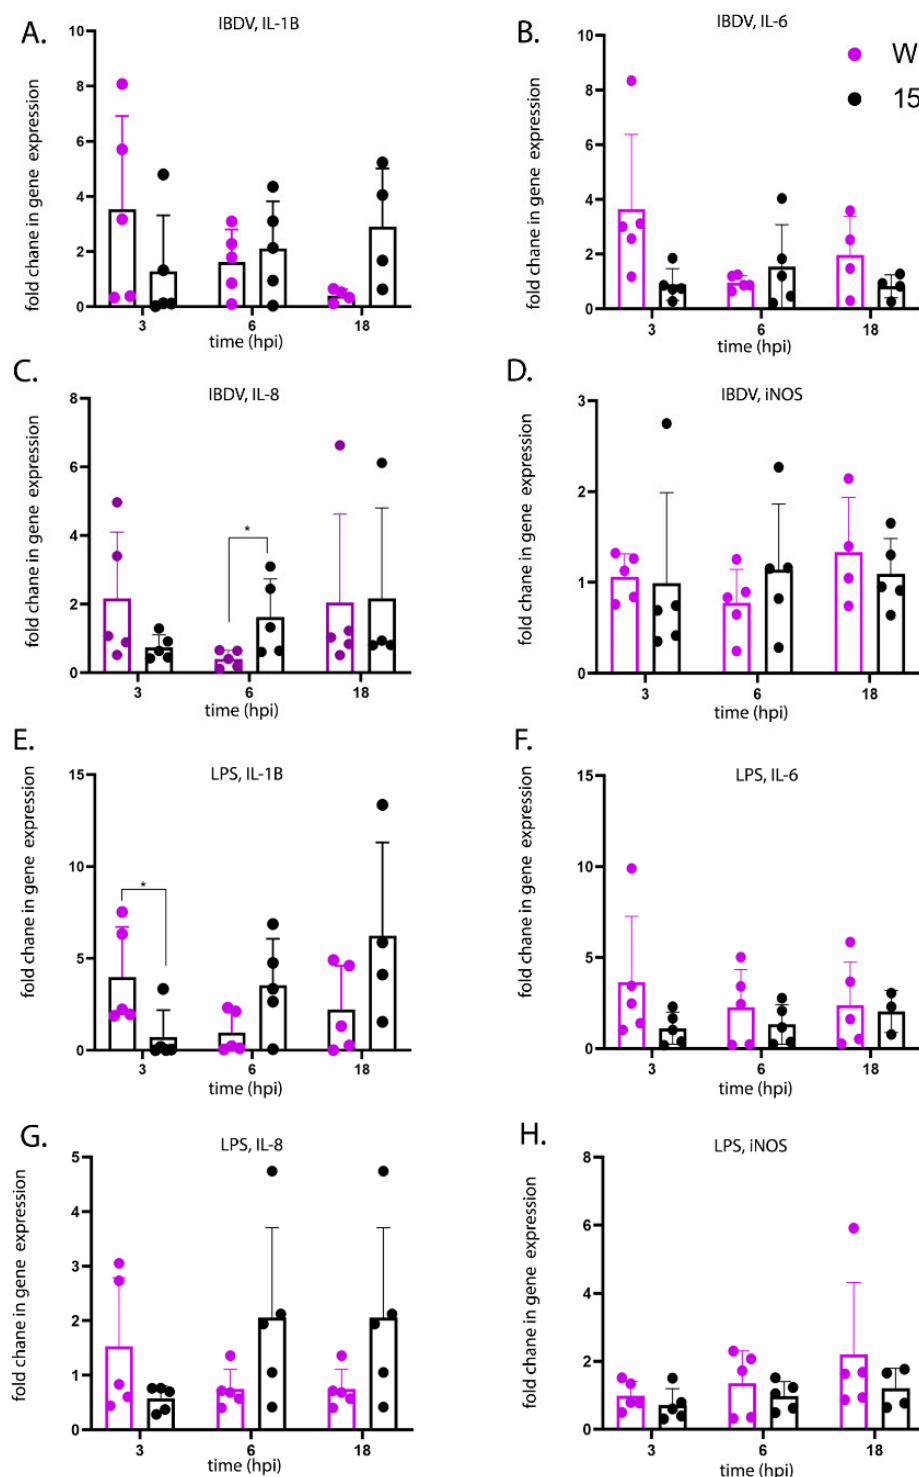 A.
IBDV, IL-1B
fold chane in gene expression
10
8
6
4
2
0
3
6
18
time (hpi)
B.
IBDV, IL-6
W
15
fold chane in gene expression
10
8
6
4
2
0
3
6
18
time (hpi)
C.
IBDV, IL-8
fold chane in gene expression
8
6
4
2
0
*
3
6
18
time (hpi)
D.
IBDV, iNOS
fold chane in gene expression
3
2
1
0
3
6
18
time (hpi)
E.
LPS, IL-1B
fold chane in gene expression
15
10
5
0
*
3
6
18
time (hpi)
F.
LPS, IL-6
fold chane in gene expression
15
10
5
0
3
6
18
time (hpi)
G.
LPS, IL-8
fold chane in gene expression
5
4
3
2
1
0
3
6
18
time (hpi)
H.
LPS, iNOS
fold chane in gene expression
8
6
4
2
0
3
6
18
time (hpi)